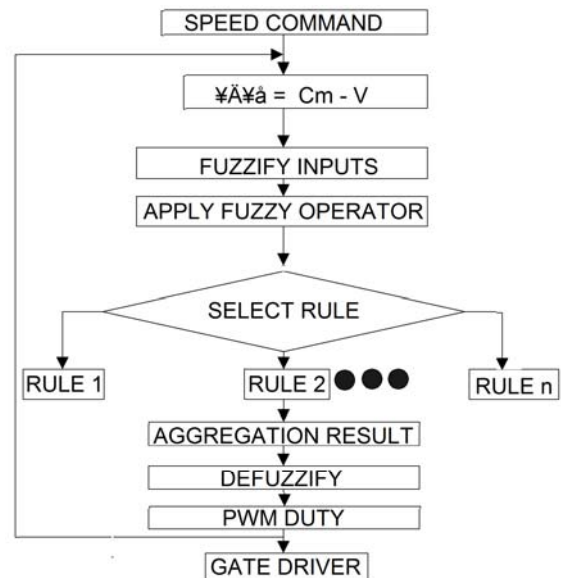 SPEED COMMAND
¥Ä¥å = Cm - V
FUZZIFY INPUTS
APPLY FUZZY OPERATOR
SELECT RULE
RULE 1
RULE 2
RULE n
AGGREGATION RESULT
DEFUZZIFY
PWM DUTY
GATE DRIVER